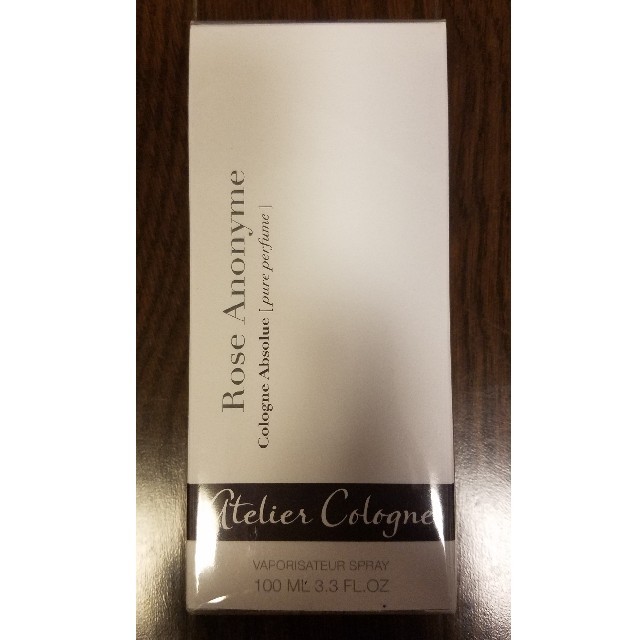 Rose Anonyme
Cologne Absolue [pure perfume]
Atelier Cologne
VAPORISATEUR SPRAY
100 ML 3.3 FL.OZ